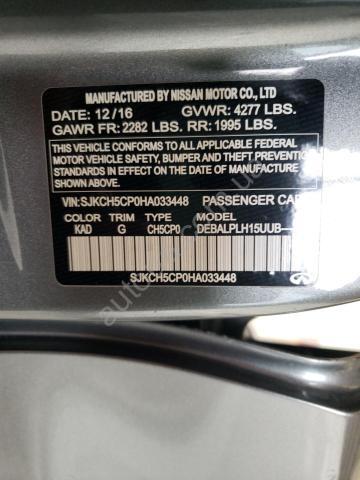 MANUFACTURED BY NISSAN MOTOR CO., LTD
DATE: 12/16 GVWR: 4277 LBS.
GAWR FR: 2282 LBS. RR: 1995 LBS.
THIS VEHICLE CONFORMS TO ALL APPLICABLE FEDERAL
MOTOR VEHICLE SAFETY, BUMPER AND THEFT PREVENTION
STANDARDS IN EFFECT ON THE DATE OF
MANUFACTURE SHOWN ABOVE.
VIN:SJKCH5CP0HA033448 PASSENGER CAR
COLOR TRIM TYPE MODEL
KAD G CH5CP0 DEBALPLH15UUB--
SJKCH5CP0HA033448